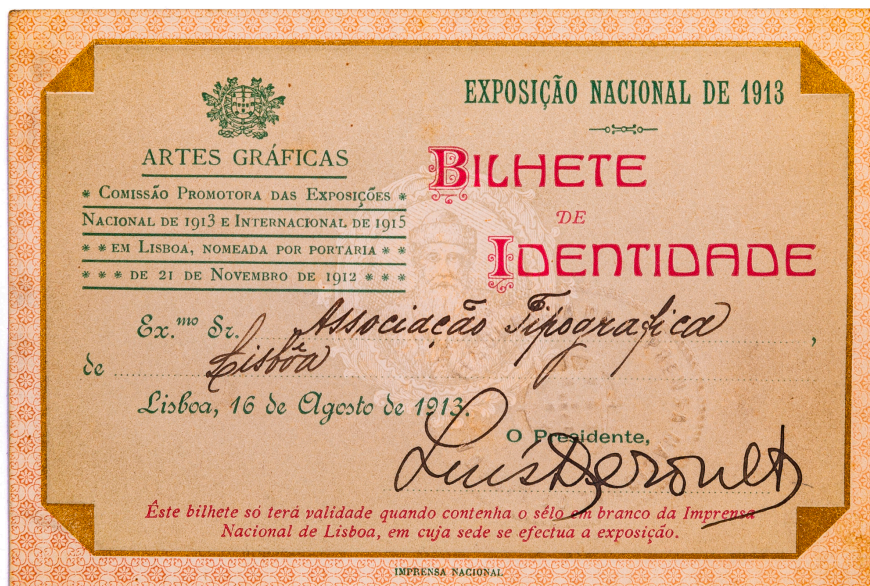 ARTES GRÁFICAS
* COMISSÃO PROMOTORA DAS EXPOSIÇÕES *
NACIONAL DE 1913 E INTERNACIONAL DE 1915
* * EM LISBOA, NOMEADA POR PORTARIA * *
* * * DE 21 DE NOVEMBRO DE 1912 * * *
EXPOSIÇÃO NACIONAL DE 1913
BILHETE
DE
IDENTIDADE
Ex.mo Sr. Associação Tipografica,
de Lisbôa
Lisboa, 16 de Agosto de 1913.
O Presidente,
Luís Derouet
Êste bilhete só terá validade quando contenha o sêlo em branco da Imprensa
Nacional de Lisboa, em cuja sede se efectua a exposição.
IMPRENSA NACIONAL.